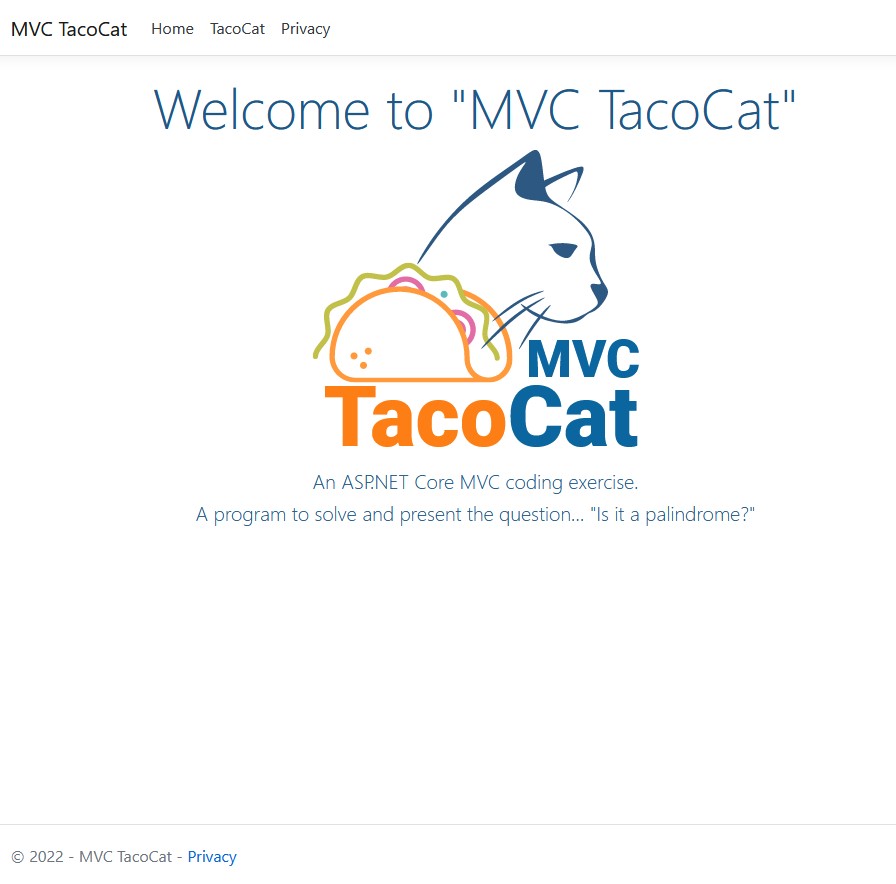 MVC TacoCat Home TacoCat Privacy
Welcome to "MVC TacoCat"
MVC
TacoCat
An ASP.NET Core MVC coding exercise.
A program to solve and present the question... "Is it a palindrome?"
© 2022 - MVC TacoCat - Privacy